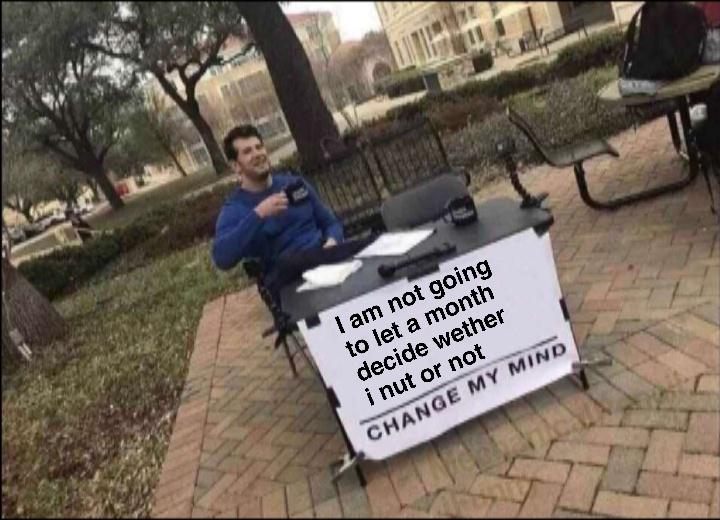 I am not going
to let a month
decide wether
i nut or not
CHANGE MY MIND